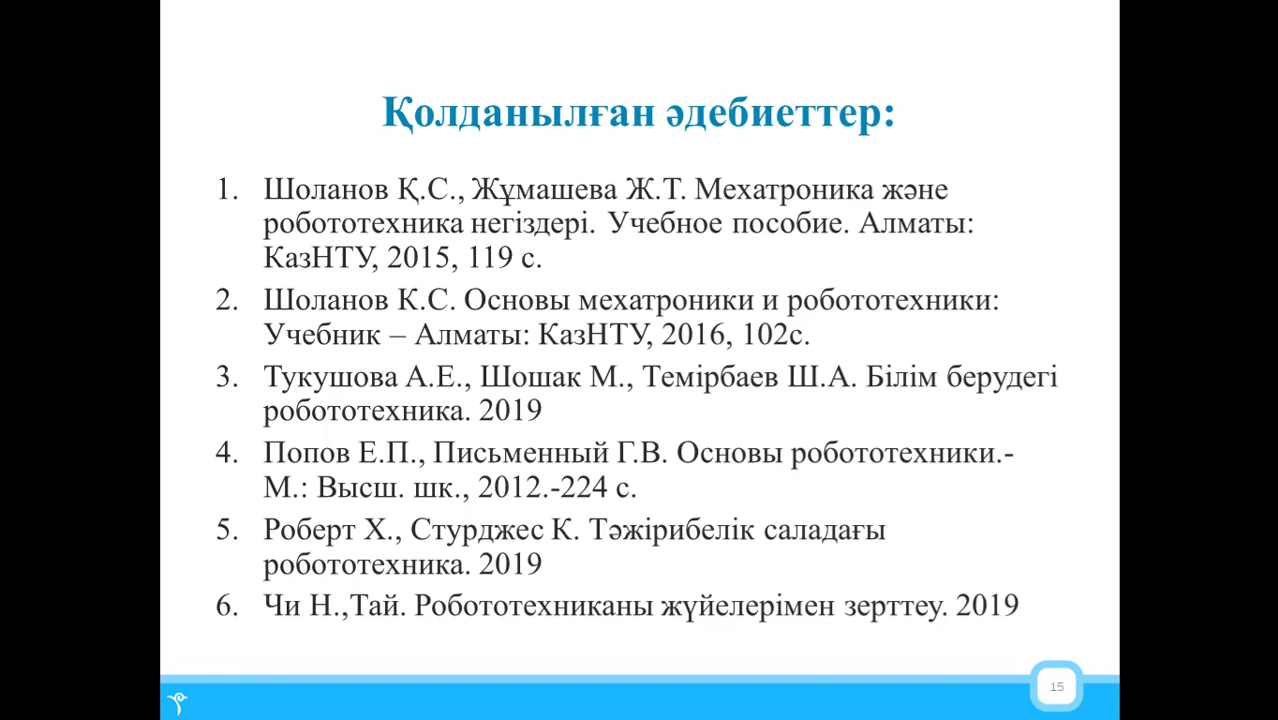 Қолданылған әдебиеттер:
1. Шоланов Қ.С., Жұмашева Ж.Т. Мехатроника және
робототехника негіздері. Учебное пособие. Алматы:
КазНТУ, 2015, 119 с.
2. Шоланов К.С. Основы мехатроники и робототехники:
Учебник – Алматы: КазНТУ, 2016, 102с.
3. Тукушова А.Е., Шошак М., Темірбаев Ш.А. Білім берудегі
робототехника. 2019
4. Попов Е.П., Письменный Г.В. Основы робототехники.-
М.: Высш. шк., 2012.-224 с.
5. Роберт Х., Стурджес К. Тәжірибелік саладағы
робототехника. 2019
6. Чи Н.,Тай. Робототехниканы жүйелерімен зерттеу. 2019
15